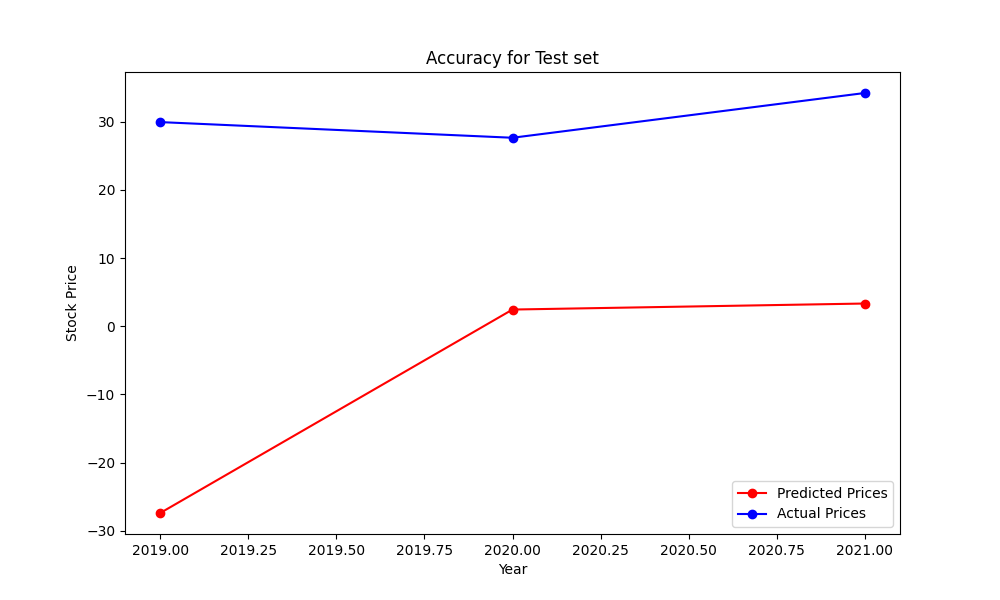 Accuracy for Test set
Stock Price
30
20
10
0
−10
−20
−30
2019.00 2019.25 2019.50 2019.75 2020.00 2020.25 2020.50 2020.75 2021.00
Year
Predicted Prices
Actual Prices